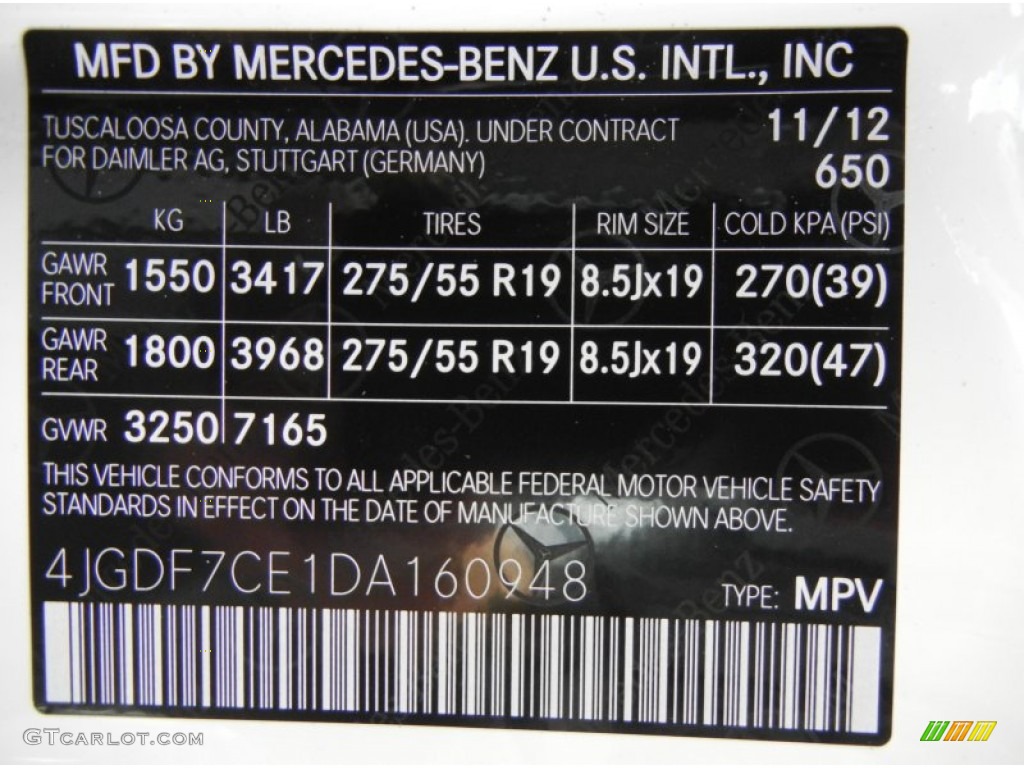 MFD BY MERCEDES-BENZ U.S. INTL., INC
TUSCALOOSA COUNTY, ALABAMA (USA). UNDER CONTRACT 11/12
FOR DAIMLER AG, STUTTGART (GERMANY) 650
KG LB TIRES RIM SIZE COLD KPA (PSI)
GAWR FRONT 1550 3417 275/55 R19 8.5Jx19 270(39)
GAWR REAR 1800 3968 275/55 R19 8.5Jx19 320(47)
GVWR 3250 7165
THIS VEHICLE CONFORMS TO ALL APPLICABLE FEDERAL MOTOR VEHICLE SAFETY
STANDARDS IN EFFECT ON THE DATE OF MANUFACTURE SHOWN ABOVE.
4JGDF7CE1DA160948 TYPE: MPV
GTcarlot.com